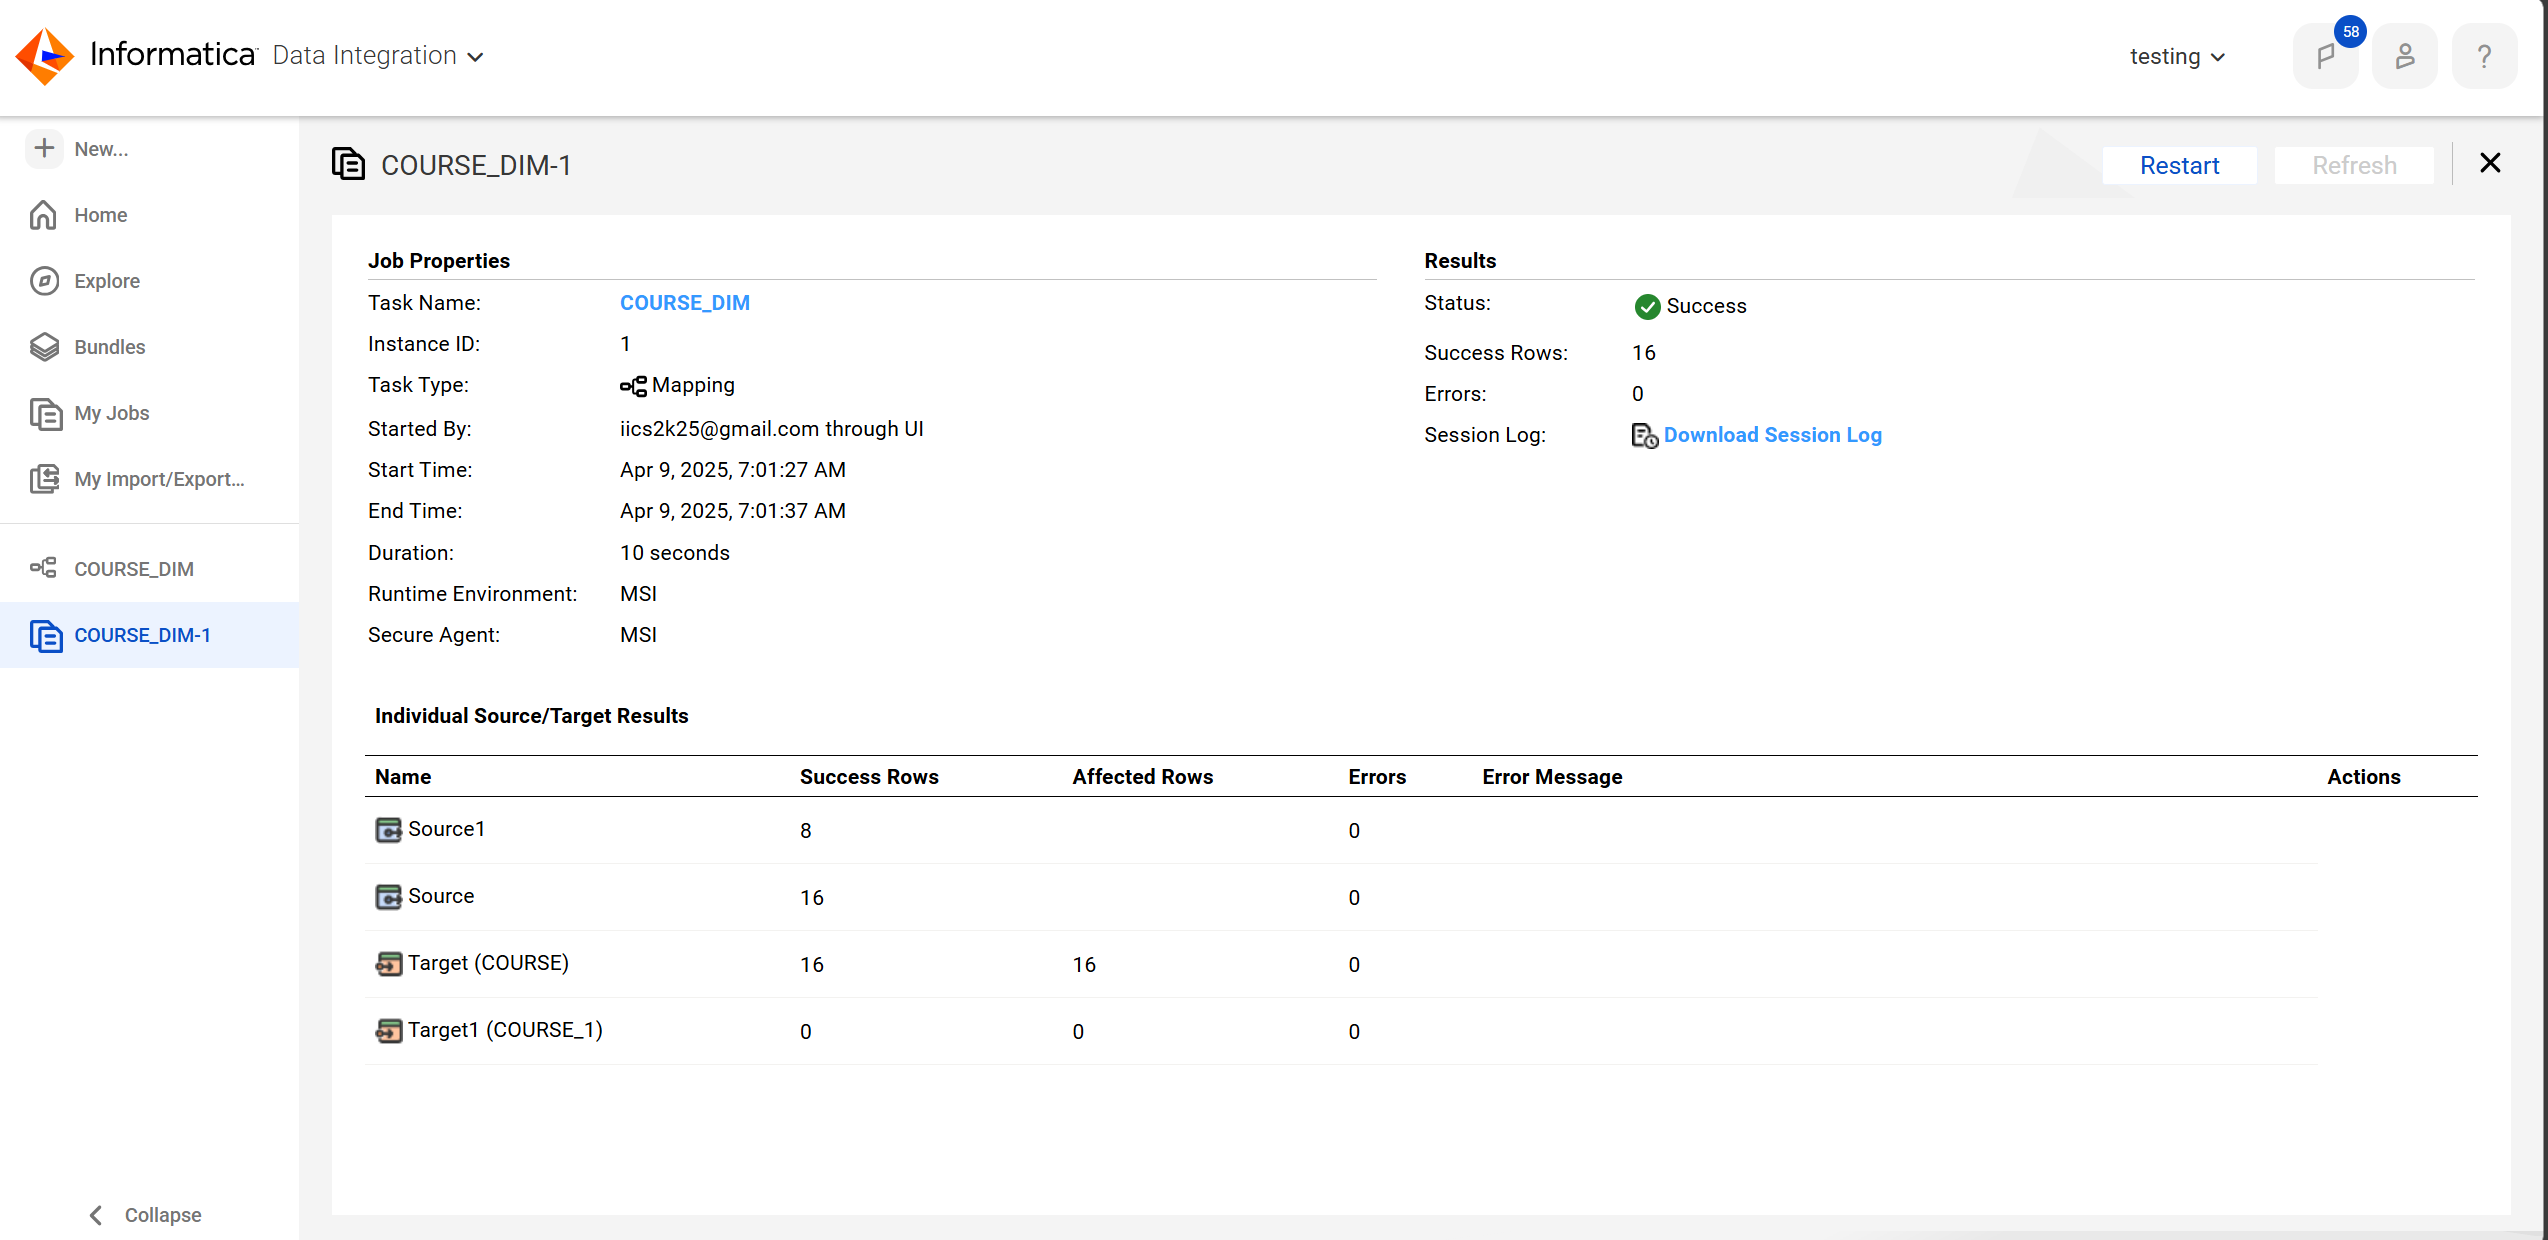 Informatica Data Integration
testing
58
?
New...
Home
Explore
Bundles
My Jobs
My Import/Export...
COURSE_DIM
COURSE_DIM-1
Collapse
COURSE_DIM-1
Restart
Refresh
Job Properties
Task Name: COURSE_DIM
Instance ID: 1
Task Type: Mapping
Started By: iics2k25@gmail.com through UI
Start Time: Apr 9, 2025, 7:01:27 AM
End Time: Apr 9, 2025, 7:01:37 AM
Duration: 10 seconds
Runtime Environment: MSI
Secure Agent: MSI
Results
Status: Success
Success Rows: 16
Errors: 0
Session Log: Download Session Log
Individual Source/Target Results
Name Success Rows Affected Rows Errors Error Message Actions
Source1 8 0
Source 16 0
Target (COURSE) 16 16 0
Target1 (COURSE_1) 0 0 0